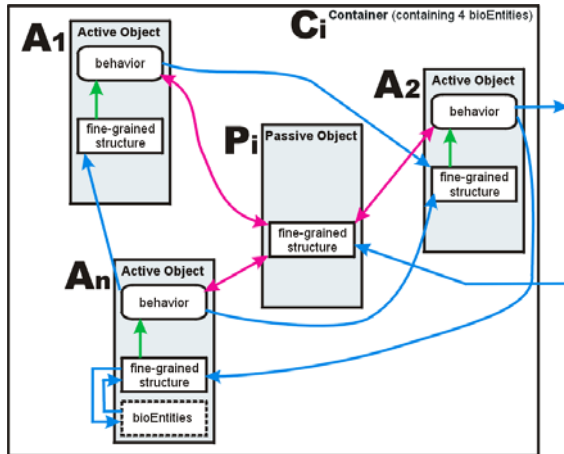 Ci Container (containing 4 bioEntities)
A1
Active Object
behavior
fine-grained
structure
A2
Active Object
behavior
fine-grained
structure
Pi
Passive Object
fine-grained
structure
An
Active Object
behavior
fine-grained
structure
bioEntities